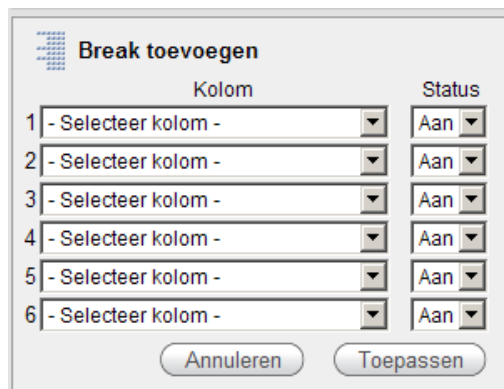 Break toevoegen
Kolom Status
1 - Selecteer kolom - Aan
2 - Selecteer kolom - Aan
3 - Selecteer kolom - Aan
4 - Selecteer kolom - Aan
5 - Selecteer kolom - Aan
6 - Selecteer kolom - Aan
Annuleren Toepassen